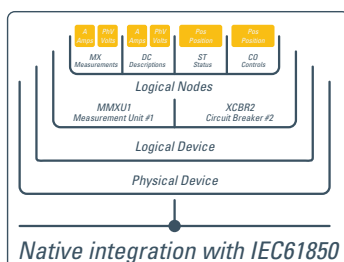 A PhV A PhV Pos Pos
Amps Volts Amps Volts Position Position
MX DC ST CO
Measurements Descriptions Status Controls
Logical Nodes
MMXU1 XCBR2
Measurement Unit #1 Circuit Breaker #2
Logical Device
Physical Device
Native integration with IEC61850